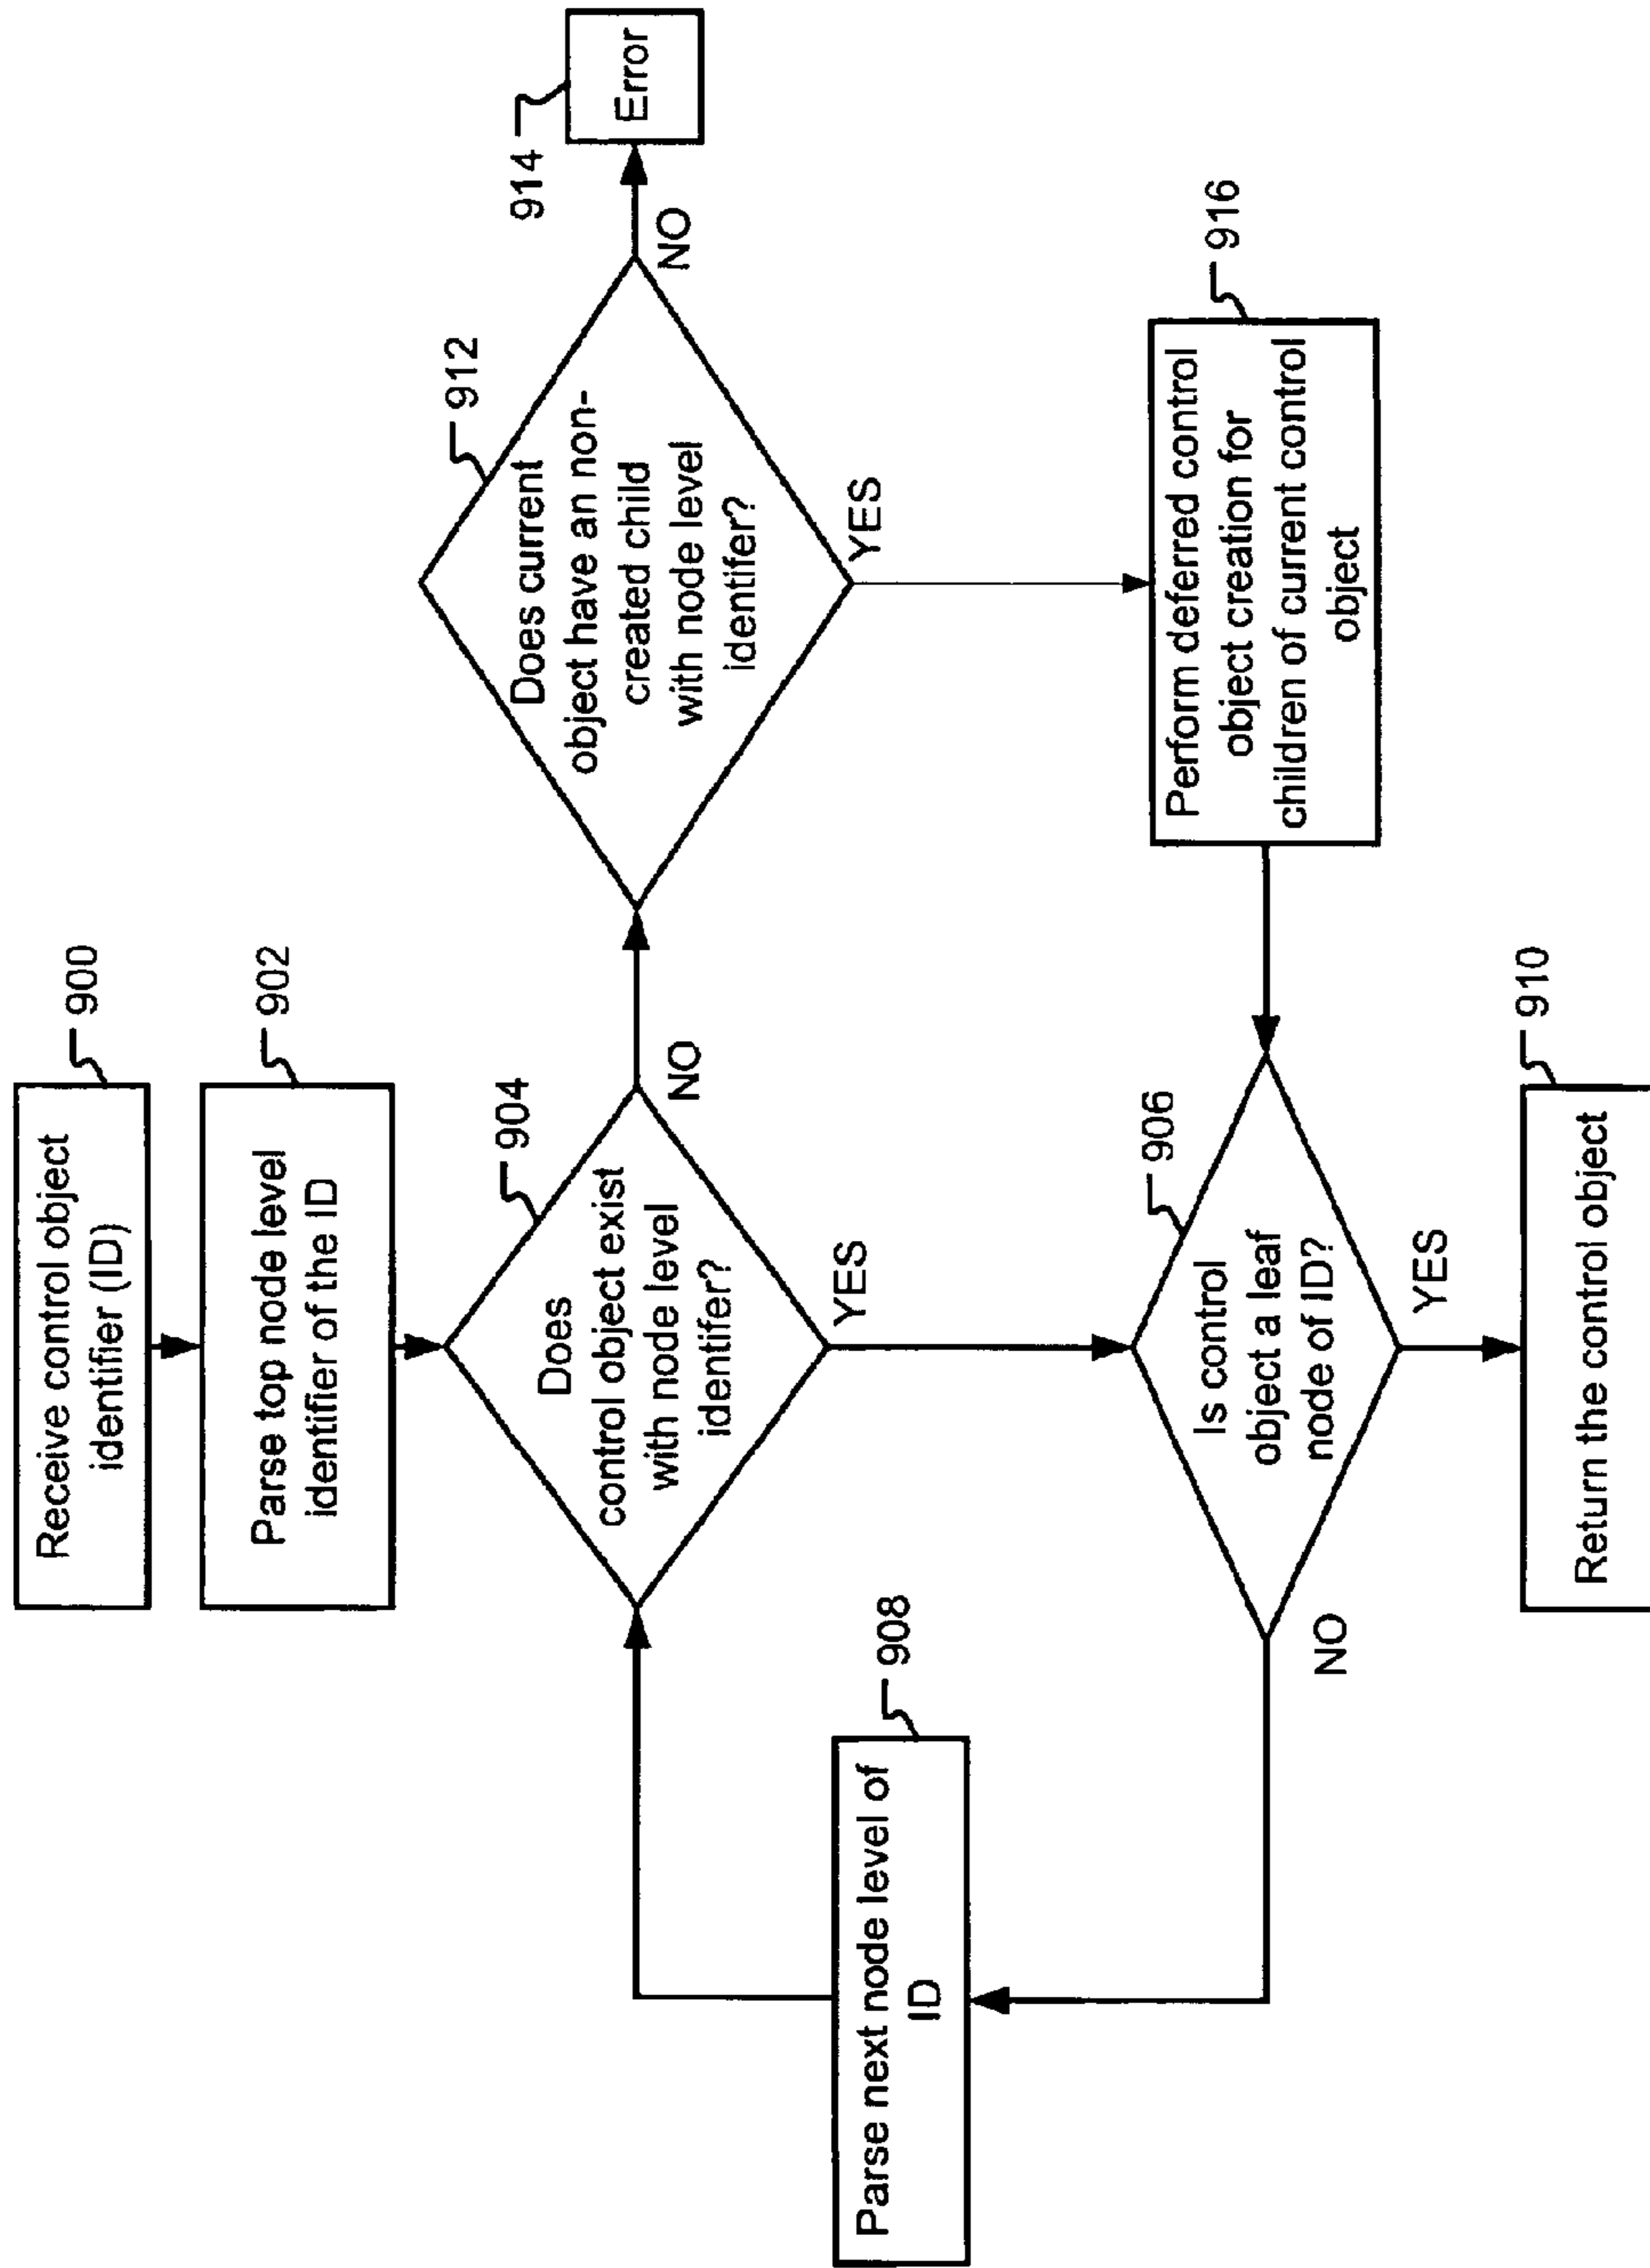 Receive control object
identifier (ID)
900
Parse top node level
identifier of the ID
902
Does
control object exist
with node level
identifer?
904
NO
YES
Does current
object have an non-
created child
with node level
identifer?
912
NO
YES
Error
914
Perform deferred control
object creation for
children of current control
object
916
Is control
object a leaf
node of ID?
906
NO
YES
Parse next node level of
ID
908
Return the control object
910